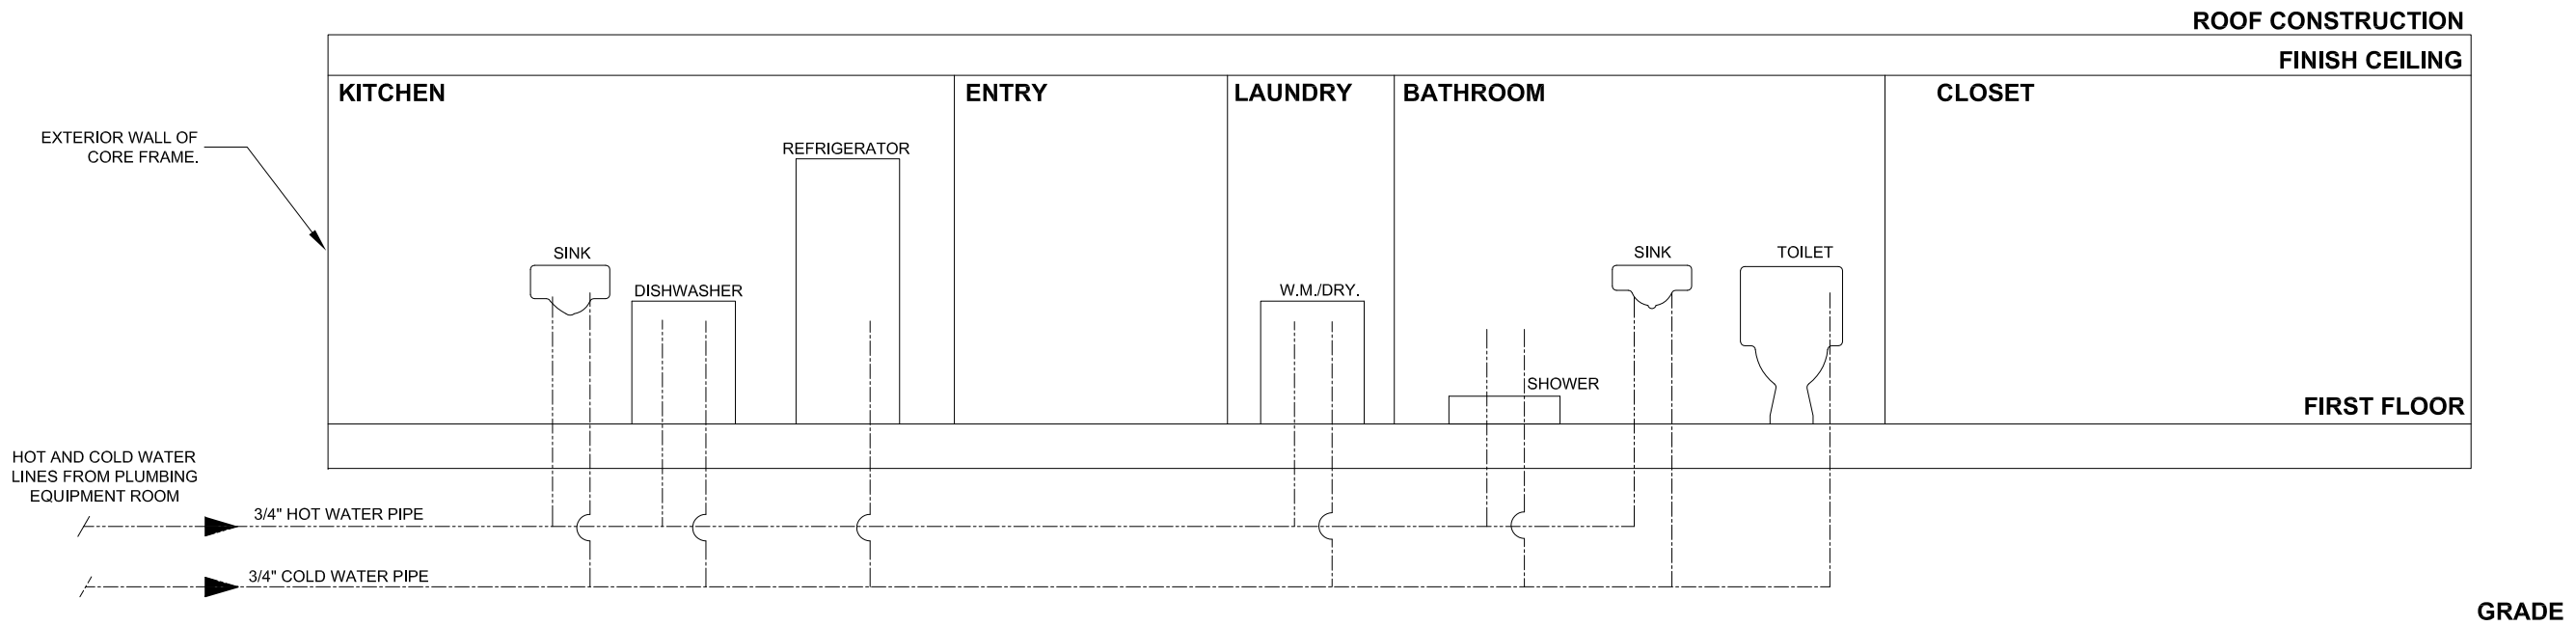 ROOF CONSTRUCTION
FINISH CEILING
KITCHEN
ENTRY
LAUNDRY
BATHROOM
CLOSET
EXTERIOR WALL OF
CORE FRAME.
REFRIGERATOR
SINK
DISHWASHER
W.M./DRY.
SINK
TOILET
SHOWER
FIRST FLOOR
HOT AND COLD WATER
LINES FROM PLUMBING
EQUIPMENT ROOM
3/4" HOT WATER PIPE
3/4" COLD WATER PIPE
GRADE